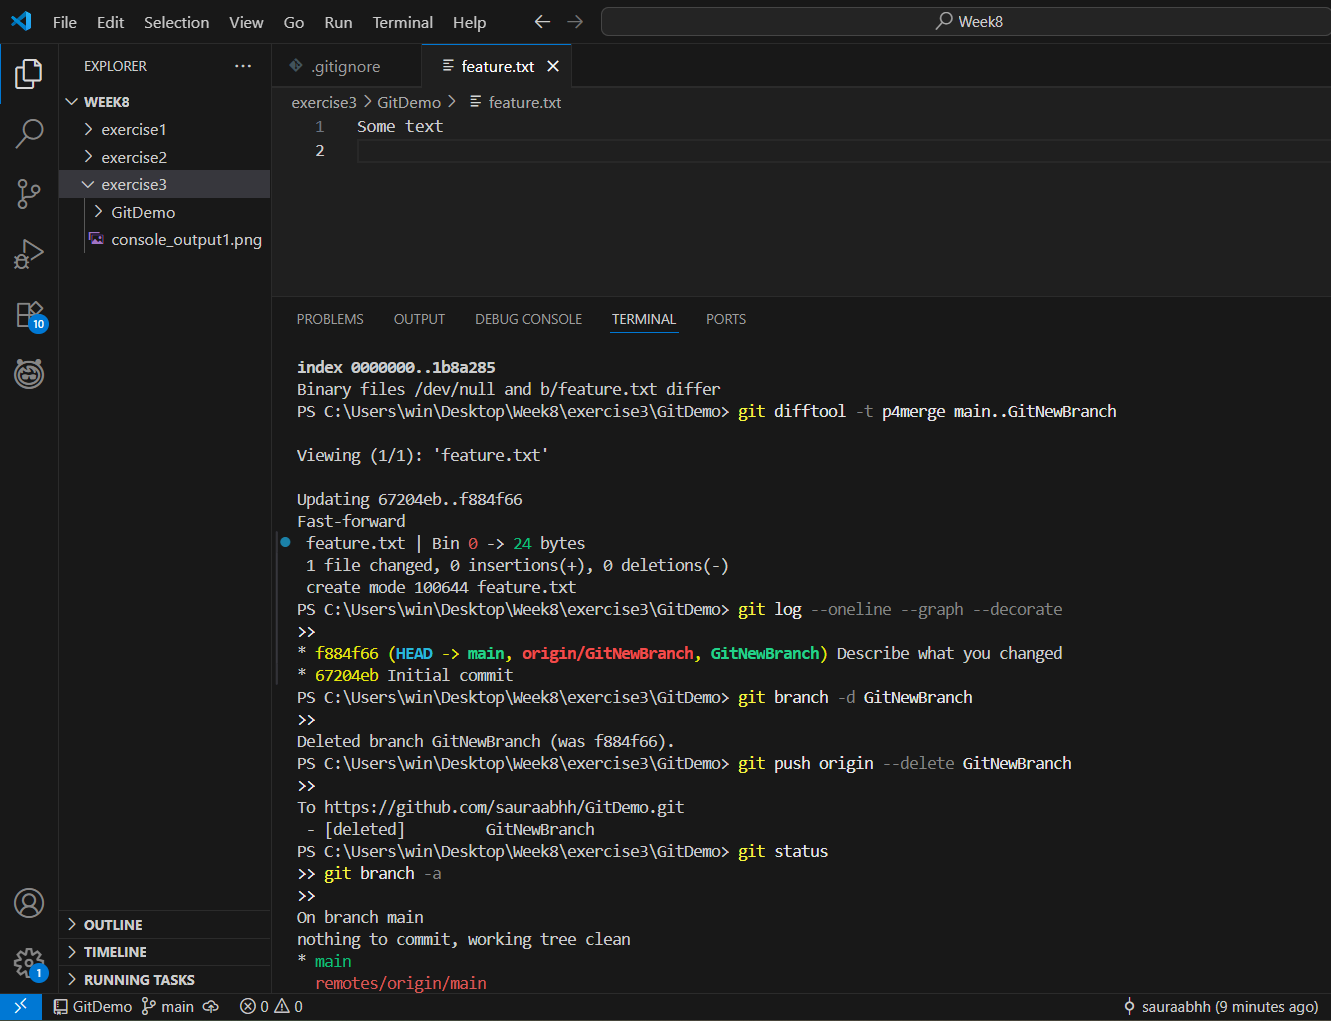 File Edit Selection View Go Run Terminal Help
Week8
EXPLORER
WEEK8
exercise1
exercise2
exercise3
GitDemo
console_output1.png
10
OUTLINE
TIMELINE
RUNNING TASKS
1
.gitignore
feature.txt
exercise3 > GitDemo > feature.txt
1 Some text
2
PROBLEMS OUTPUT DEBUG CONSOLE TERMINAL PORTS
index 0000000..1b8a285
Binary files /dev/null and b/feature.txt differ
PS C:\Users\win\Desktop\Week8\exercise3\GitDemo> git difftool -t p4merge main..GitNewBranch
Viewing (1/1): 'feature.txt'
Updating 67204eb..f884f66
Fast-forward
feature.txt | Bin 0 -> 24 bytes
1 file changed, 0 insertions(+), 0 deletions(-)
create mode 100644 feature.txt
PS C:\Users\win\Desktop\Week8\exercise3\GitDemo> git log --oneline --graph --decorate
>>
* f884f66 (HEAD -> main, origin/GitNewBranch, GitNewBranch) Describe what you changed
* 67204eb Initial commit
PS C:\Users\win\Desktop\Week8\exercise3\GitDemo> git branch -d GitNewBranch
>>
Deleted branch GitNewBranch (was f884f66).
PS C:\Users\win\Desktop\Week8\exercise3\GitDemo> git push origin --delete GitNewBranch
>>
To https://github.com/sauraabhh/GitDemo.git
- [deleted] GitNewBranch
PS C:\Users\win\Desktop\Week8\exercise3\GitDemo> git status
>> git branch -a
>>
On branch main
nothing to commit, working tree clean
* main
remotes/origin/main
GitDemo main 0 0 sauraabhh (9 minutes ago)